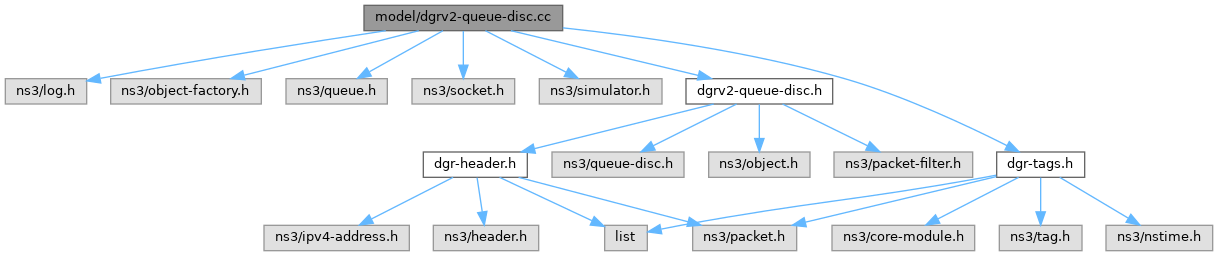 model/dgrv2-queue-disc.cc
ns3/log.h
ns3/object-factory.h
ns3/queue.h
ns3/socket.h
ns3/simulator.h
dgrv2-queue-disc.h
dgr-header.h
ns3/queue-disc.h
ns3/object.h
ns3/packet-filter.h
dgr-tags.h
ns3/ipv4-address.h
ns3/header.h
list
ns3/packet.h
ns3/core-module.h
ns3/tag.h
ns3/nstime.h